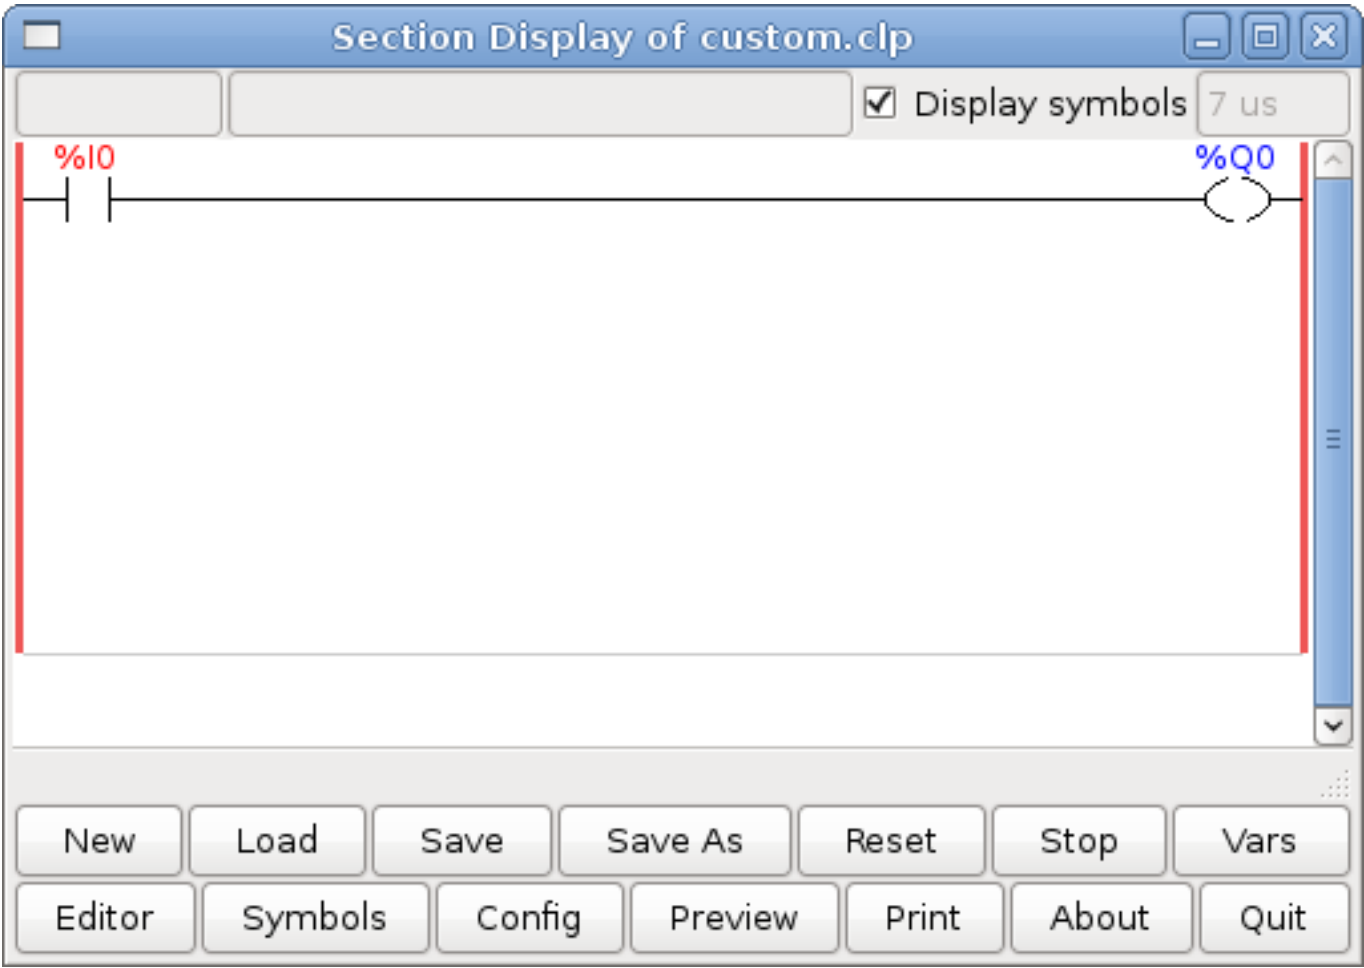 Section Display of custom.clp
Display symbols 7 us
%I0 %Q0
New Load Save Save As Reset Stop Vars
Editor Symbols Config Preview Print About Quit